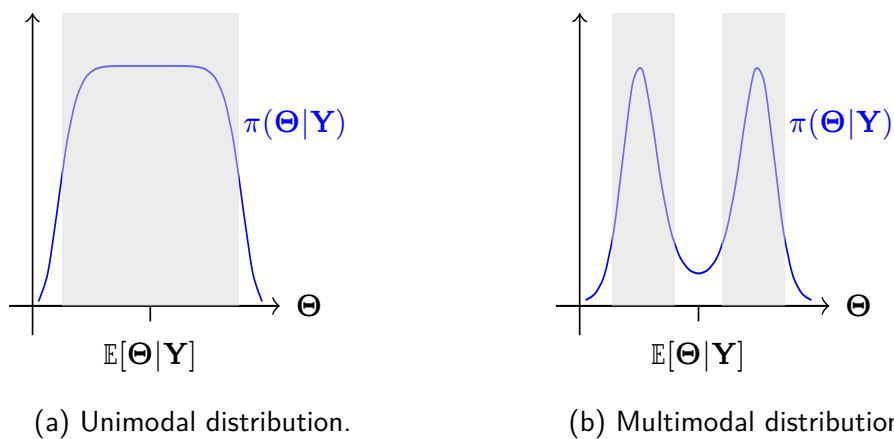 π(Θ|Y)
Θ
𝔼[Θ|Y]
(a) Unimodal distribution.
π(Θ|Y)
Θ
𝔼[Θ|Y]
(b) Multimodal distribution